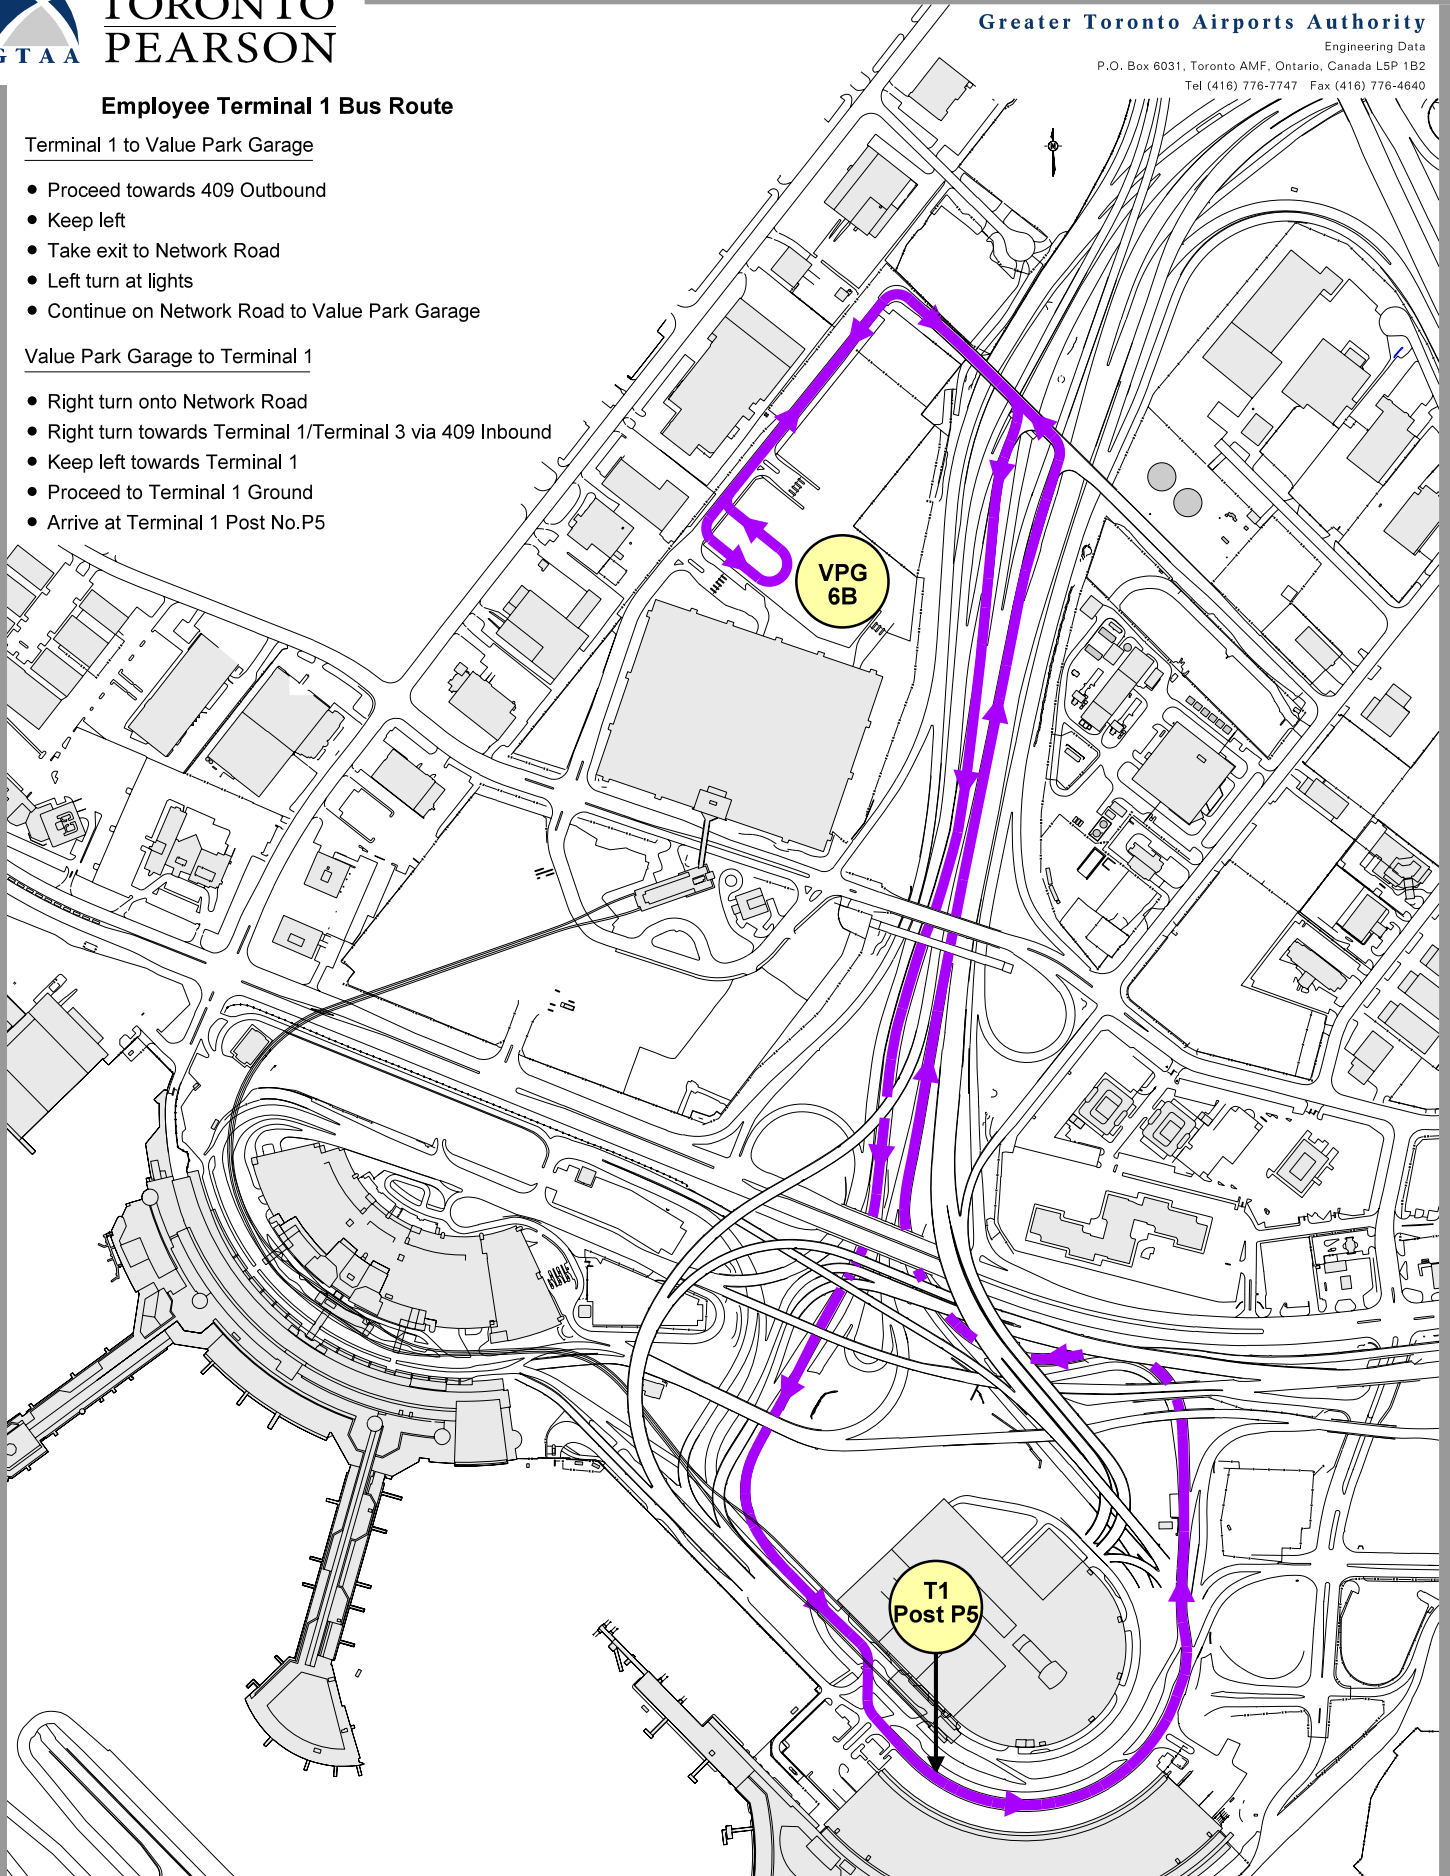 TORONTO
PEARSON
GTAA
Greater Toronto Airports Authority
Engineering Data
P.O. Box 6031, Toronto AMF, Ontario, Canada L5P 1B2
Tel (416) 776-7747 Fax (416) 776-4640
Employee Terminal 1 Bus Route
Terminal 1 to Value Park Garage
• Proceed towards 409 Outbound
• Keep left
• Take exit to Network Road
• Left turn at lights
• Continue on Network Road to Value Park Garage
Value Park Garage to Terminal 1
• Right turn onto Network Road
• Right turn towards Terminal 1/Terminal 3 via 409 Inbound
• Keep left towards Terminal 1
• Proceed to Terminal 1 Ground
• Arrive at Terminal 1 Post No.P5
VPG
6B
T1
Post P5